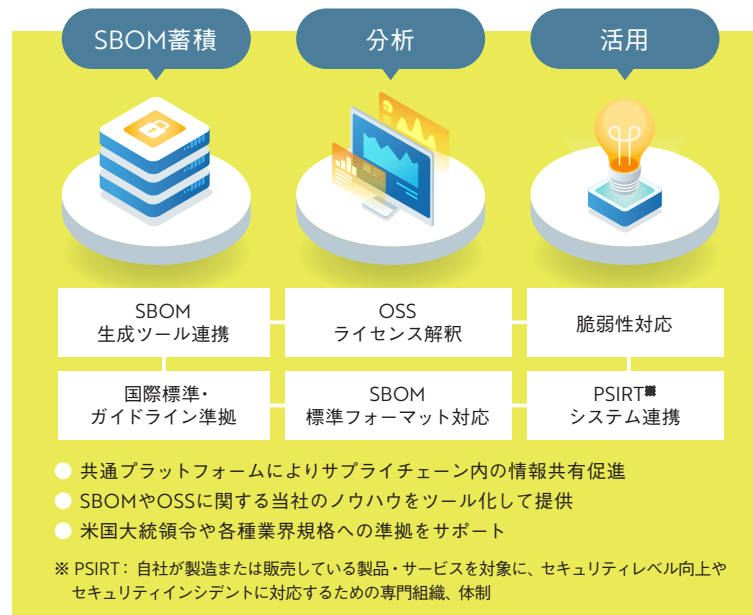 SBOM蓄積
分析
活用
SBOM
生成ツール連携
OSS
ライセンス解釈
脆弱性対応
国際標準・
ガイドライン準拠
SBOM
標準フォーマット対応
PSIRT※
システム連携
● 共通プラットフォームによりサプライチェーン内の情報共有促進
● SBOMやOSSに関する当社のノウハウをツール化して提供
● 米国大統領令や各種業界規格への準拠をサポート
※ PSIRT： 自社が製造または販売している製品・サービスを対象に、セキュリティレベル向上や
セキュリティインシデントに対応するための専門組織、体制